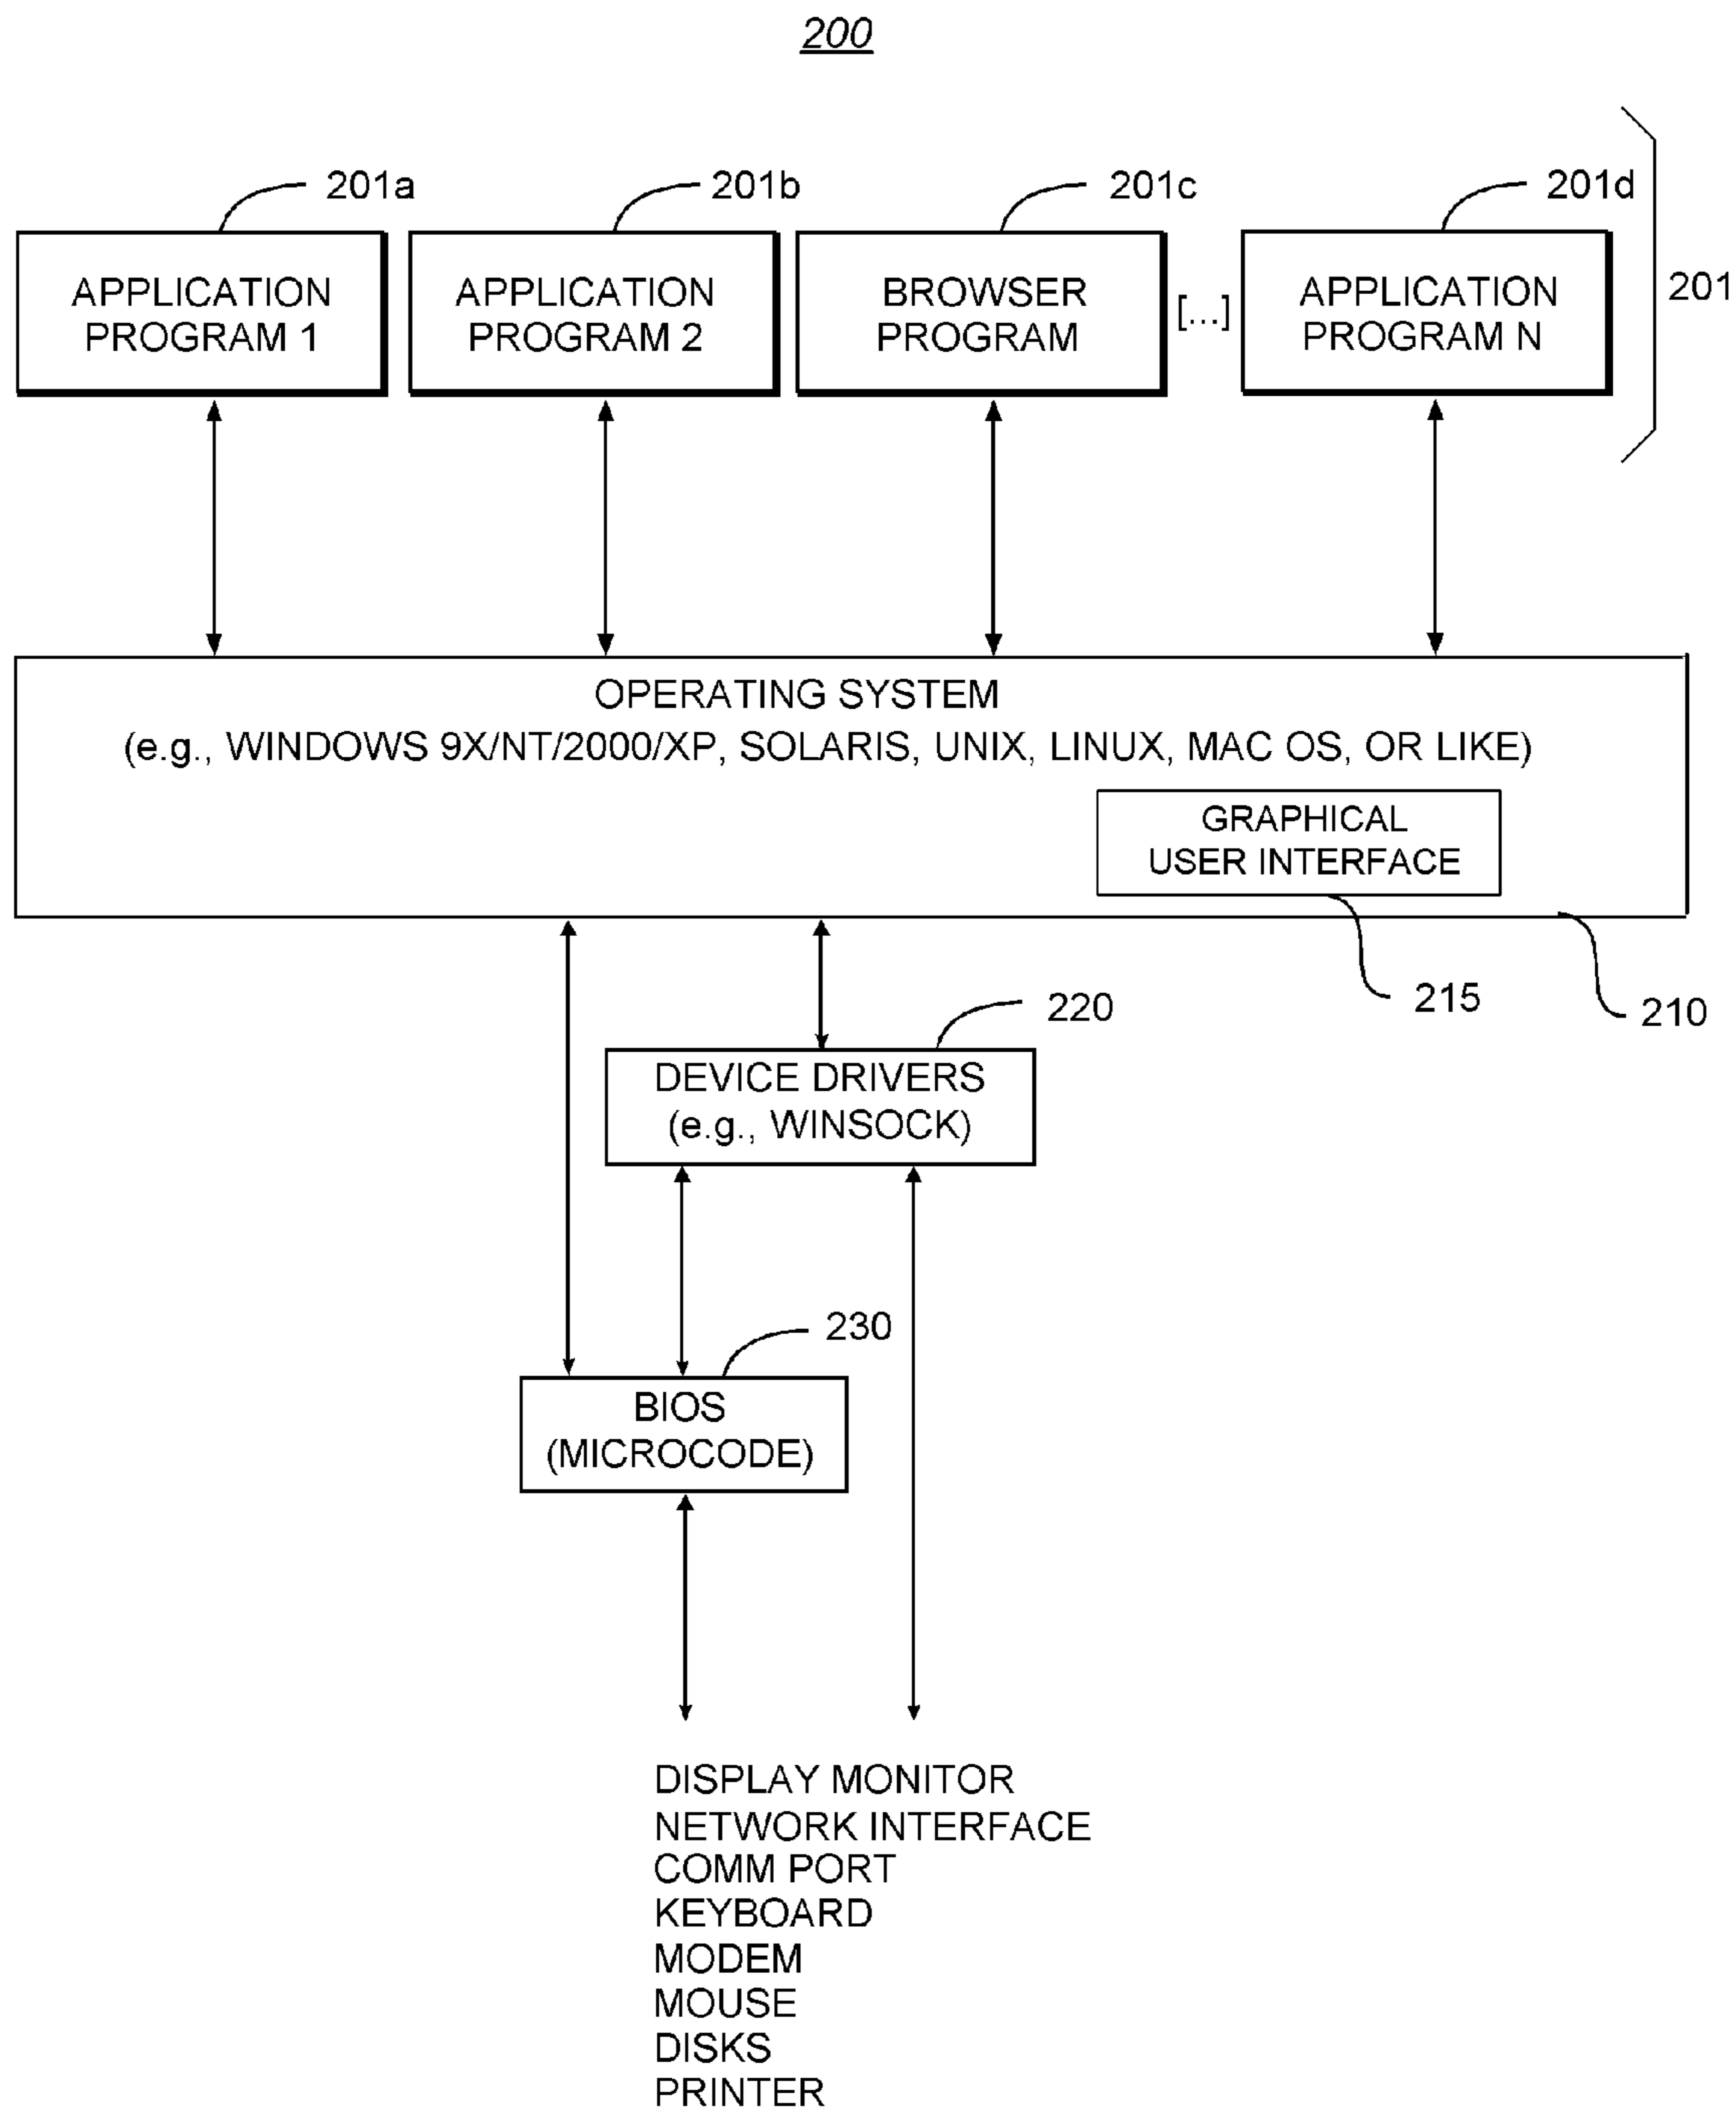 200
201a
201b
201c
201d
APPLICATION
PROGRAM 1
APPLICATION
PROGRAM 2
BROWSER
PROGRAM
[...]
APPLICATION
PROGRAM N
201
OPERATING SYSTEM
(e.g., WINDOWS 9X/NT/2000/XP, SOLARIS, UNIX, LINUX, MAC OS, OR LIKE)
GRAPHICAL
USER INTERFACE
215
210
220
DEVICE DRIVERS
(e.g., WINSOCK)
230
BIOS
(MICROCODE)
DISPLAY MONITOR
NETWORK INTERFACE
COMM PORT
KEYBOARD
MODEM
MOUSE
DISKS
PRINTER